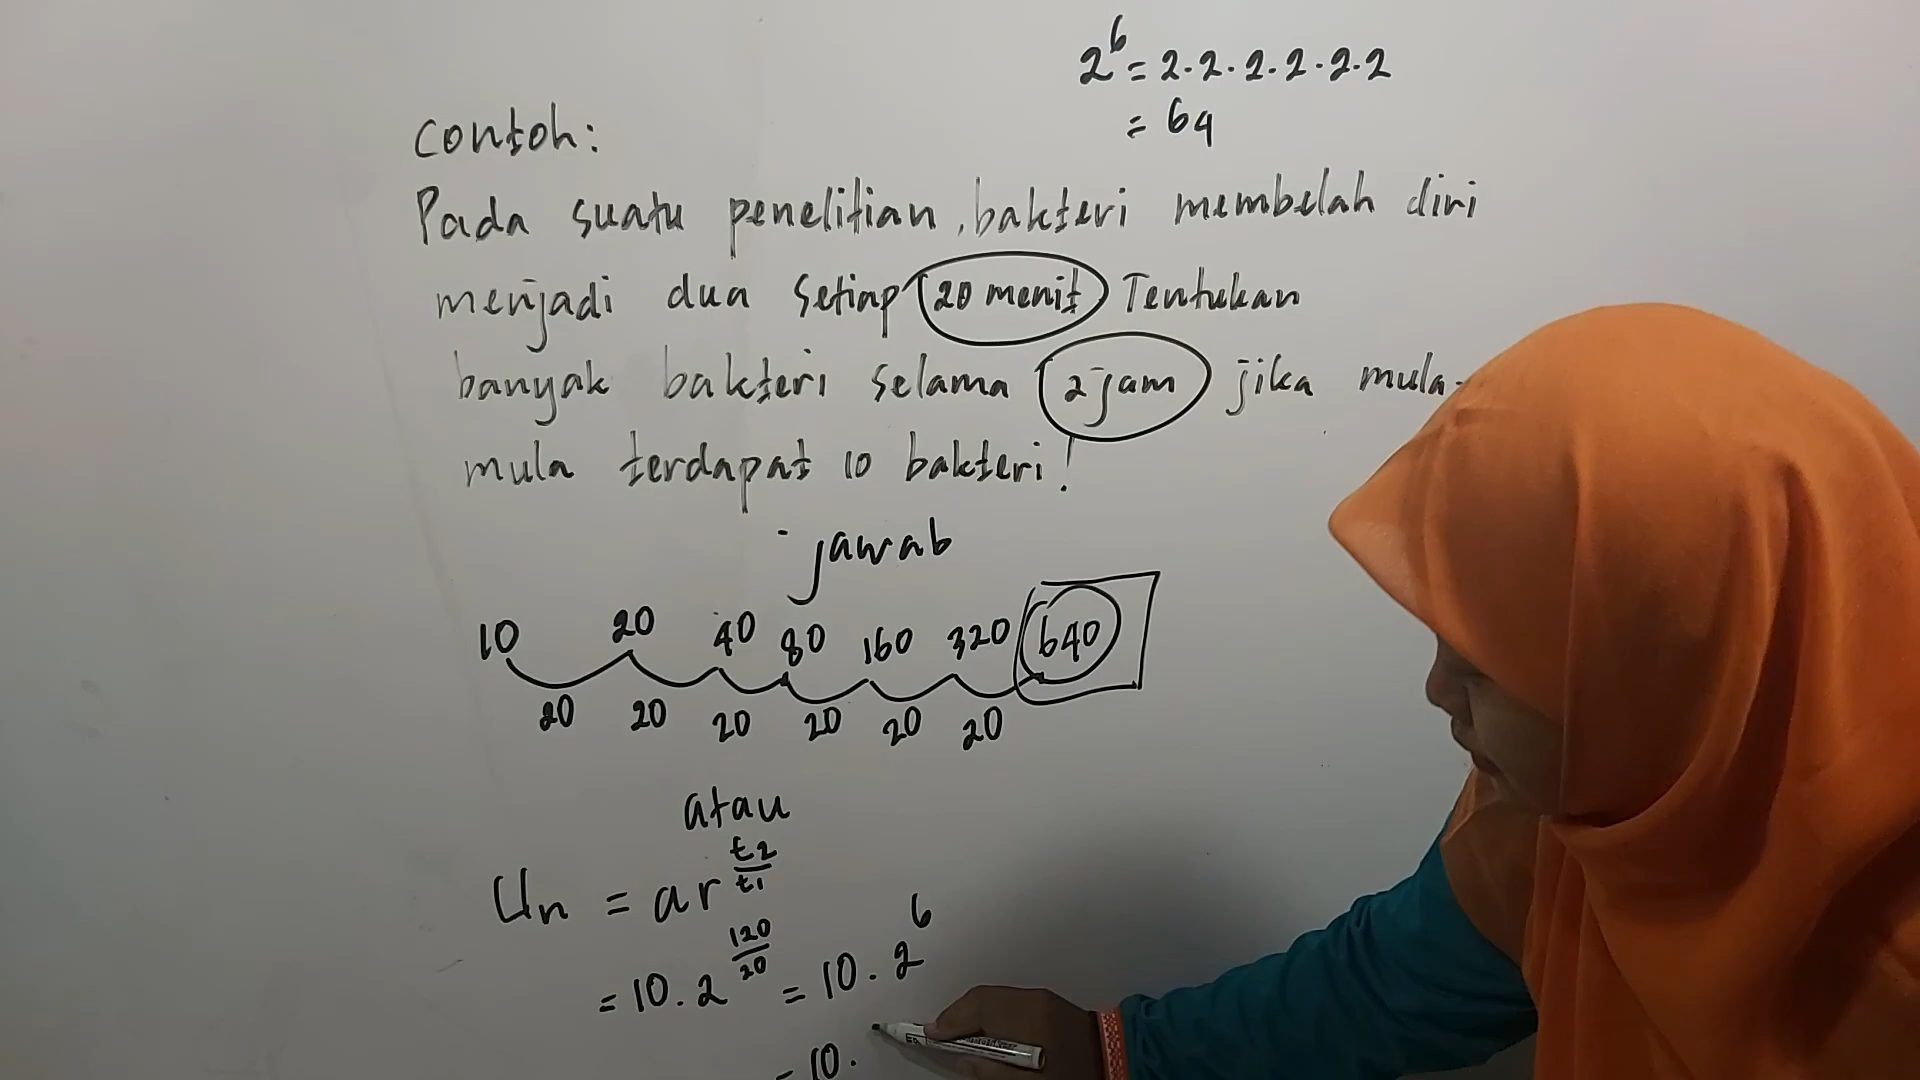 2⁶ = 2.2.2.2.2.2
= 64
Contoh:
Pada suatu penelitian, bakteri membelah diri
menjadi dua setiap 20 menit Tentukan
banyak bakteri selama 2 jam jika mula-
mula terdapat 10 bakteri!
jawab
10 20 40 80 160 320 640
20 20 20 20 20 20
atau
Un = ar^(t2/t1)
= 10.2^(120/20) = 10.2⁶
= 10.